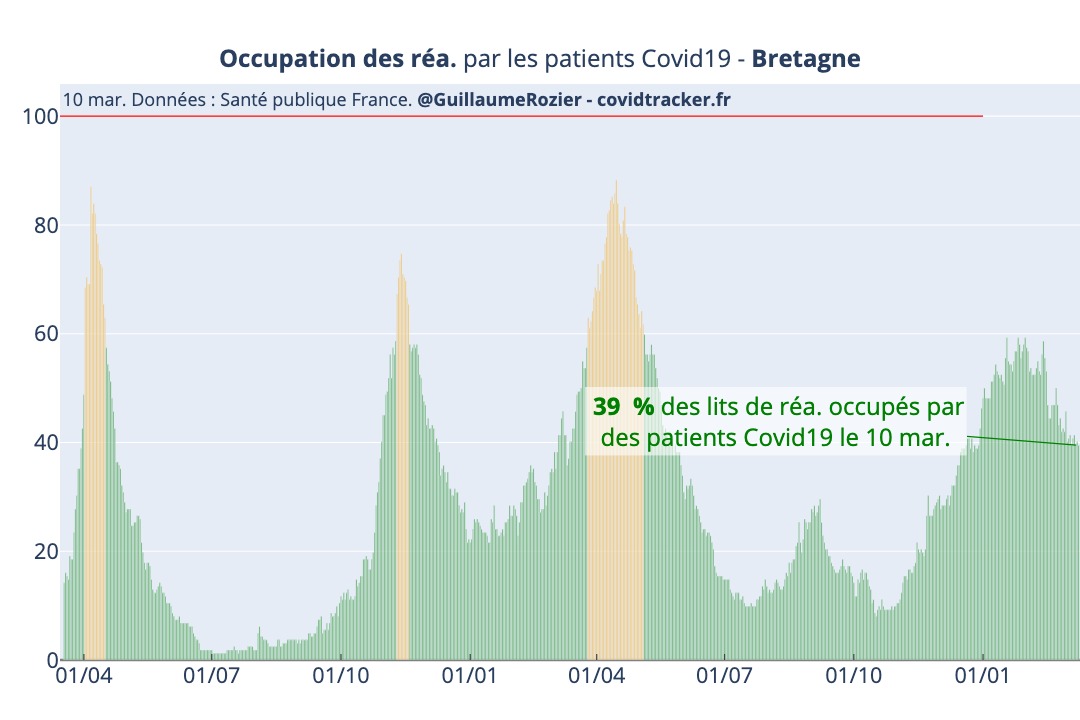 Occupation des réa. par les patients Covid19 - Bretagne
10 mar. Données : Santé publique France. @GuillaumeRozier - covidtracker.fr
100
80
60
40
20
0
39 % des lits de réa. occupés par
des patients Covid19 le 10 mar.
01/04 01/07 01/10 01/01 01/04 01/07 01/10 01/01